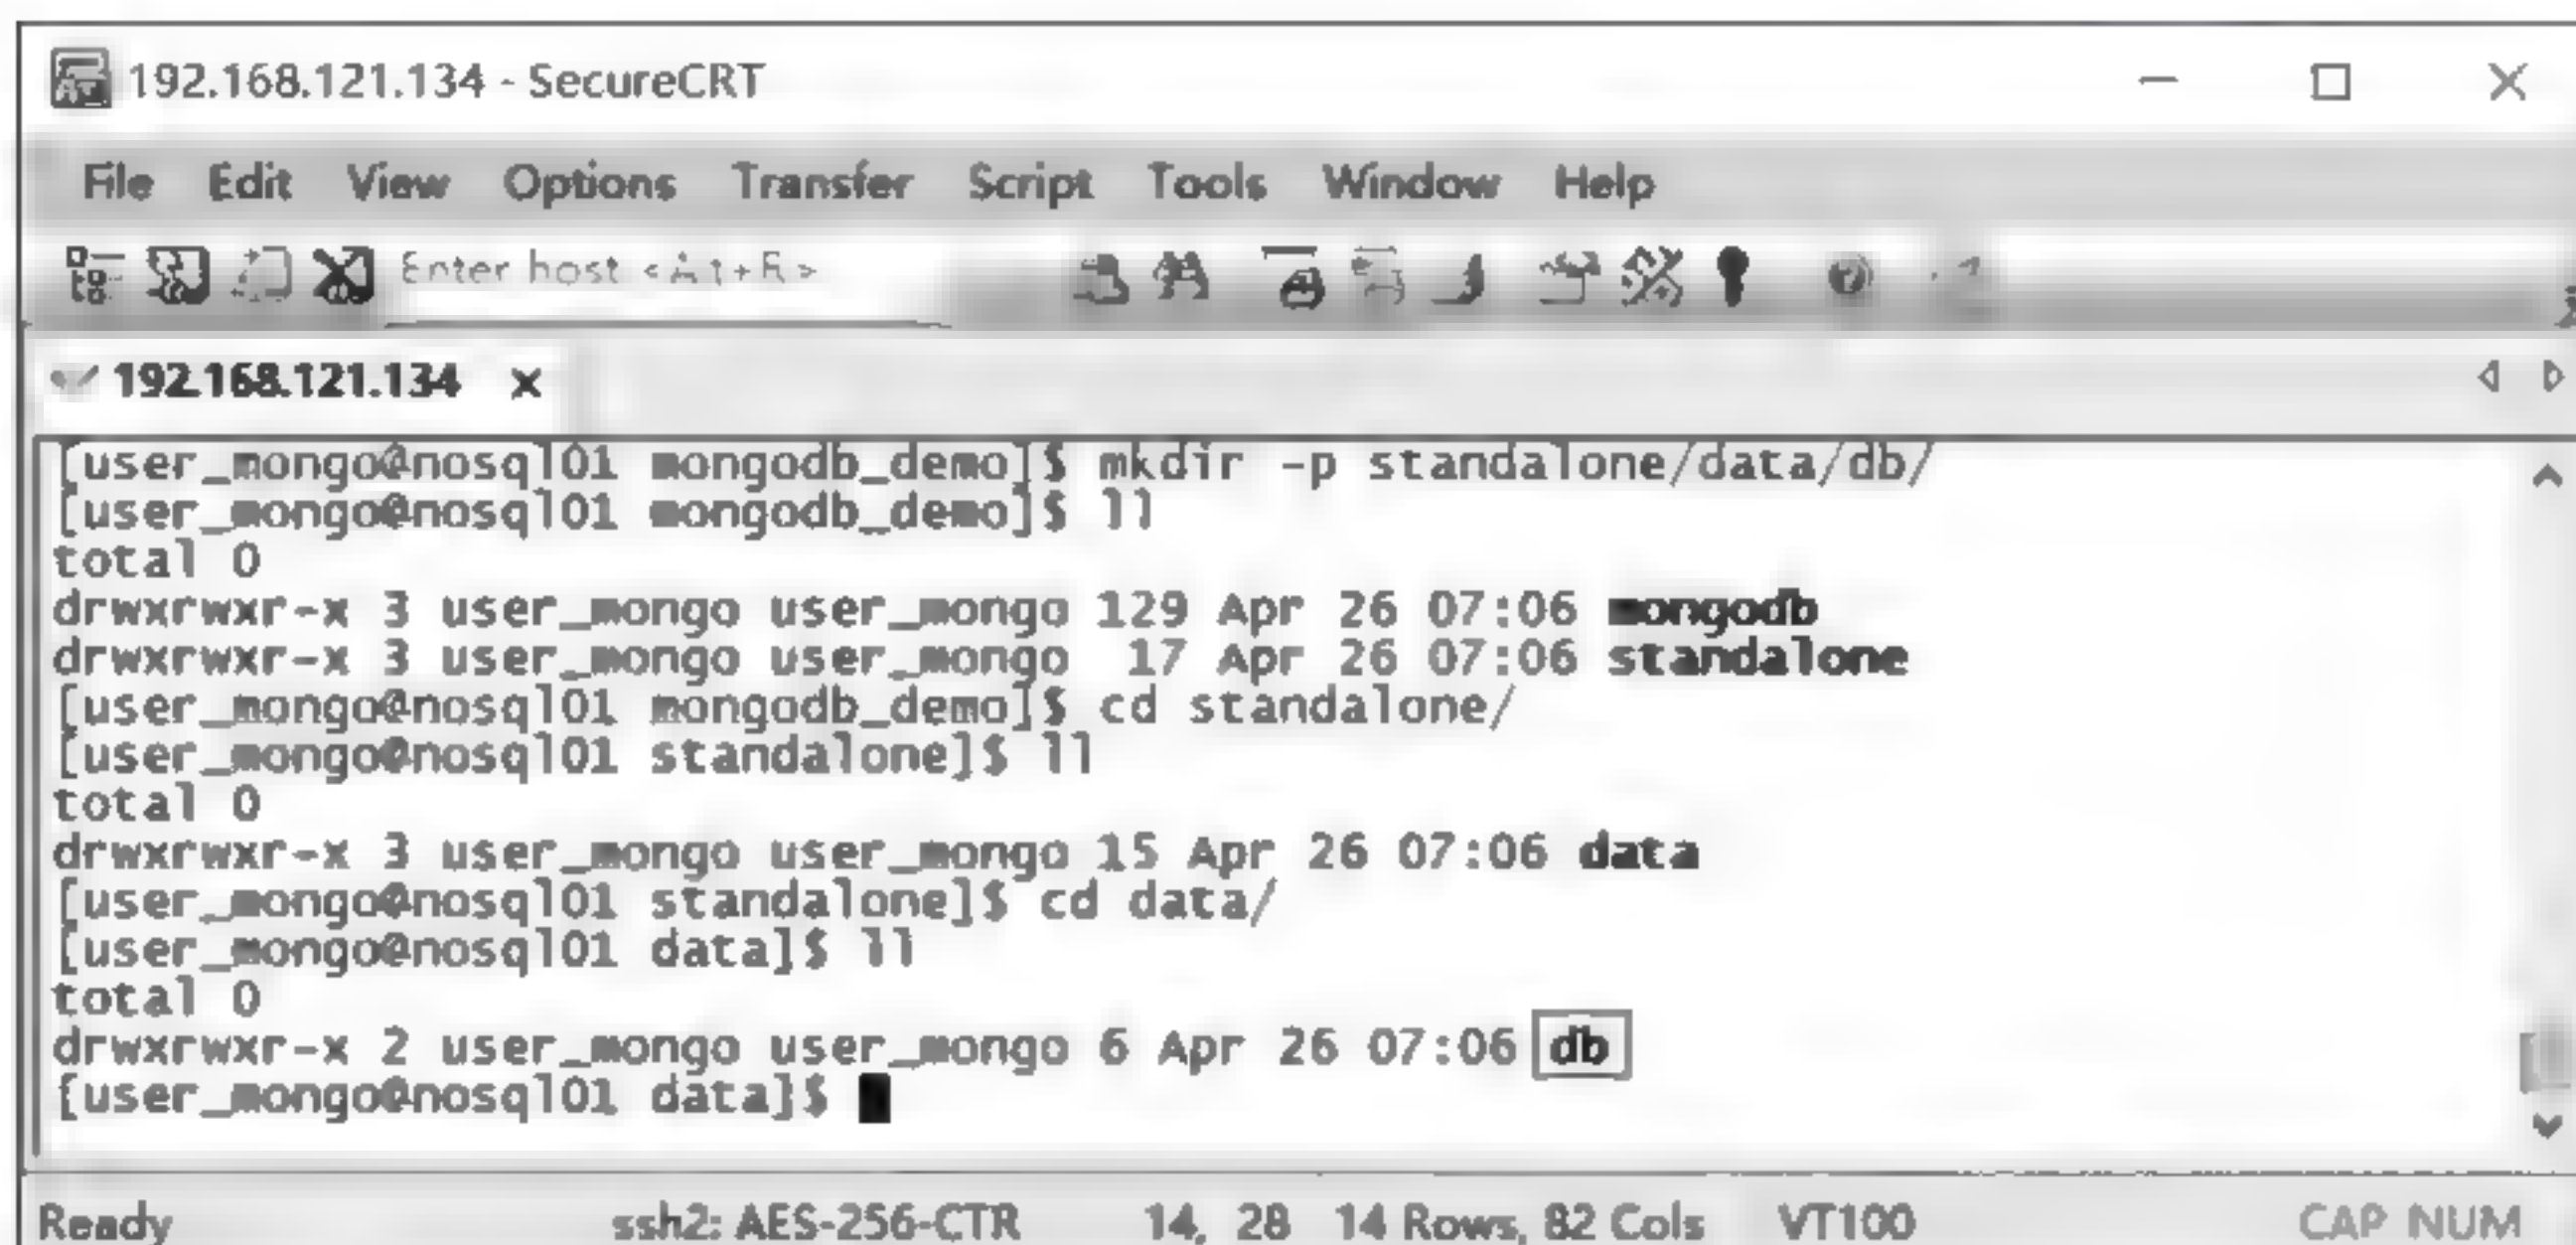 192.168.121.134 - SecureCRT
File Edit View Options Transfer Script Tools Window Help
Enter host <Alt+R>
192.168.121.134
[user_mongo@nosql01 mongodb_demo]$ mkdir -p standalone/data/db/
[user_mongo@nosql01 mongodb_demo]$ ll
total 0
drwxrwxr-x 3 user_mongo user_mongo 129 Apr 26 07:06 mongodb
drwxrwxr-x 3 user_mongo user_mongo  17 Apr 26 07:06 standalone
[user_mongo@nosql01 mongodb_demo]$ cd standalone/
[user_mongo@nosql01 standalone]$ ll
total 0
drwxrwxr-x 3 user_mongo user_mongo 15 Apr 26 07:06 data
[user_mongo@nosql01 standalone]$ cd data/
[user_mongo@nosql01 data]$ ll
total 0
drwxrwxr-x 2 user_mongo user_mongo 6 Apr 26 07:06 db
[user_mongo@nosql01 data]$
Ready ssh2: AES-256-CTR 14, 28 14 Rows, 82 Cols VT100 CAP NUM